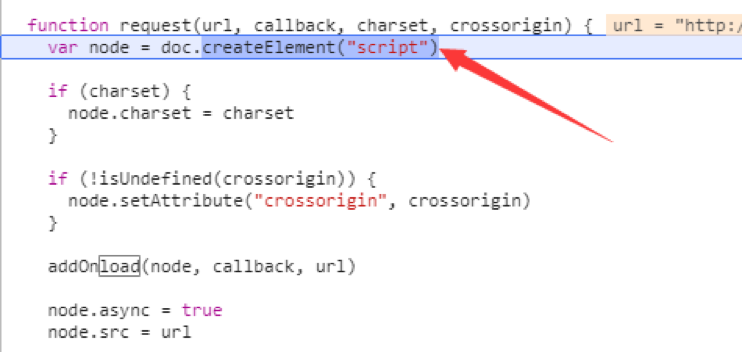 function request(url, callback, charset, crossorigin) { url = "http:/
var node = doc.createElement("script")
if (charset) {
node.charset = charset
}
if (!isUndefined(crossorigin)) {
node.setAttribute("crossorigin", crossorigin)
}
addOnload(node, callback, url)
node.async = true
node.src = url